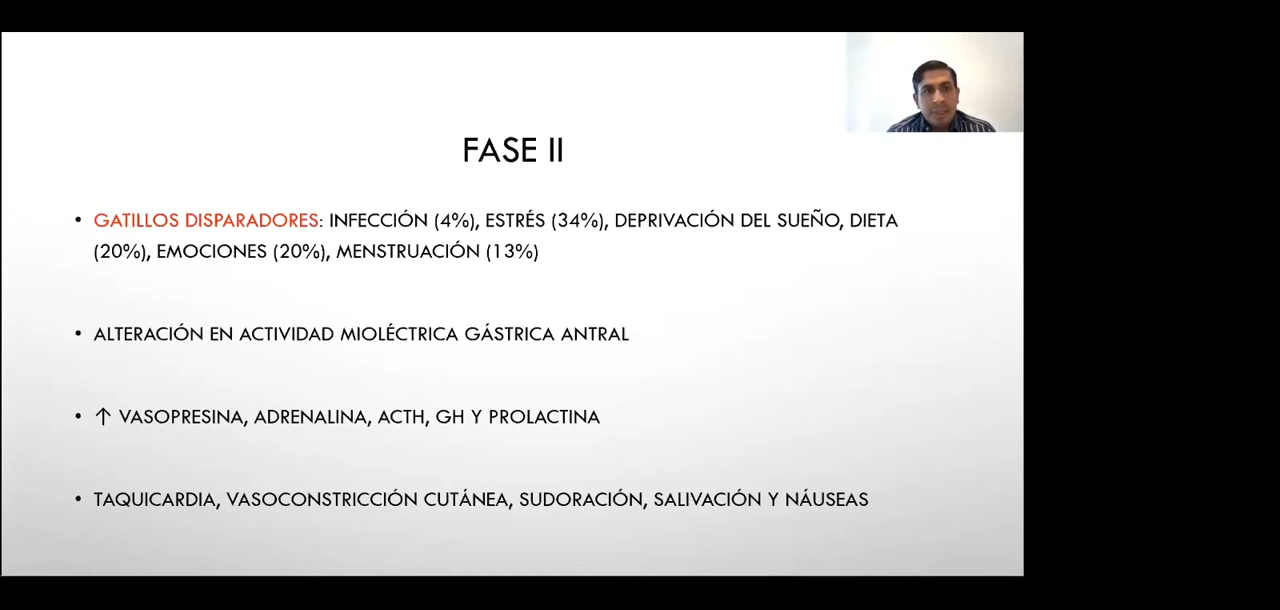 FASE II
• GATILLOS DISPARADORES: INFECCIÓN (4%), ESTRÉS (34%), DEPRIVACIÓN DEL SUEÑO, DIETA
(20%), EMOCIONES (20%), MENSTRUACIÓN (13%)
• ALTERACIÓN EN ACTIVIDAD MIOLÉCTRICA GÁSTRICA ANTRAL
• ↑ VASOPRESINA, ADRENALINA, ACTH, GH Y PROLACTINA
• TAQUICARDIA, VASOCONSTRICCIÓN CUTÁNEA, SUDORACIÓN, SALIVACIÓN Y NÁUSEAS